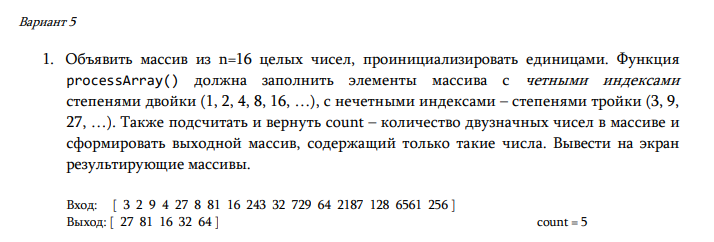 Вариант 5
1. Объявить массив из n=16 целых чисел, проинициализировать единицами. Функция
processArray() должна заполнить элементы массива с четными индексами
степенями двойки (1, 2, 4, 8, 16, …), с нечетными индексами – степенями тройки (3, 9,
27, …). Также подсчитать и вернуть count – количество двузначных чисел в массиве и
сформировать выходной массив, содержащий только такие числа. Вывести на экран
результирующие массивы.
Вход: [ 3 2 9 4 27 8 81 16 243 32 729 64 2187 128 6561 256 ]
Выход: [ 27 81 16 32 64 ] count = 5